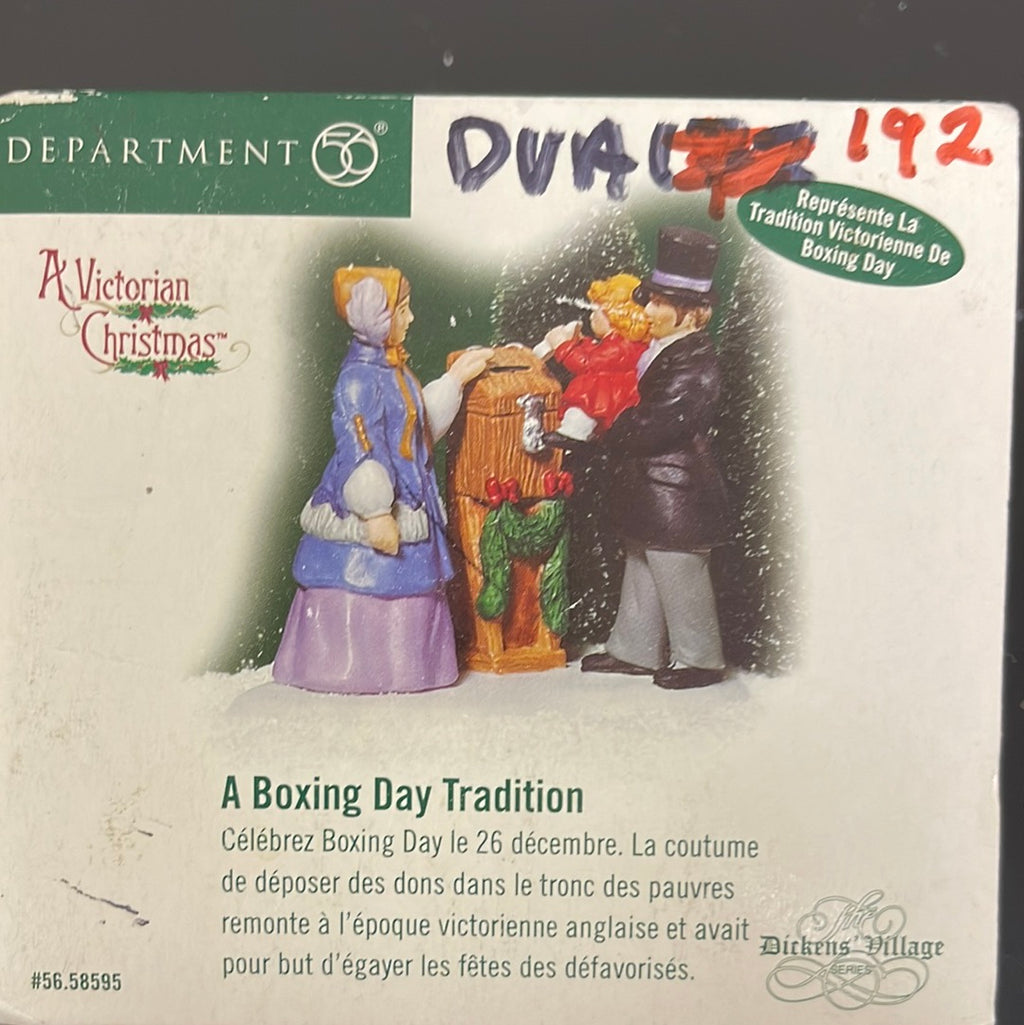 DEPARTMENT 56®
192
Représente La
Tradition Victorienne De
Boxing Day
A Victorian
Christmas™
A Boxing Day Tradition
Célébrez Boxing Day le 26 décembre. La coutume
de déposer des dons dans le tronc des pauvres
remonte à l'époque victorienne anglaise et avait
pour but d'égayer les fêtes des défavorisés.
The
Dickens' Village
SERIES
#56.58595